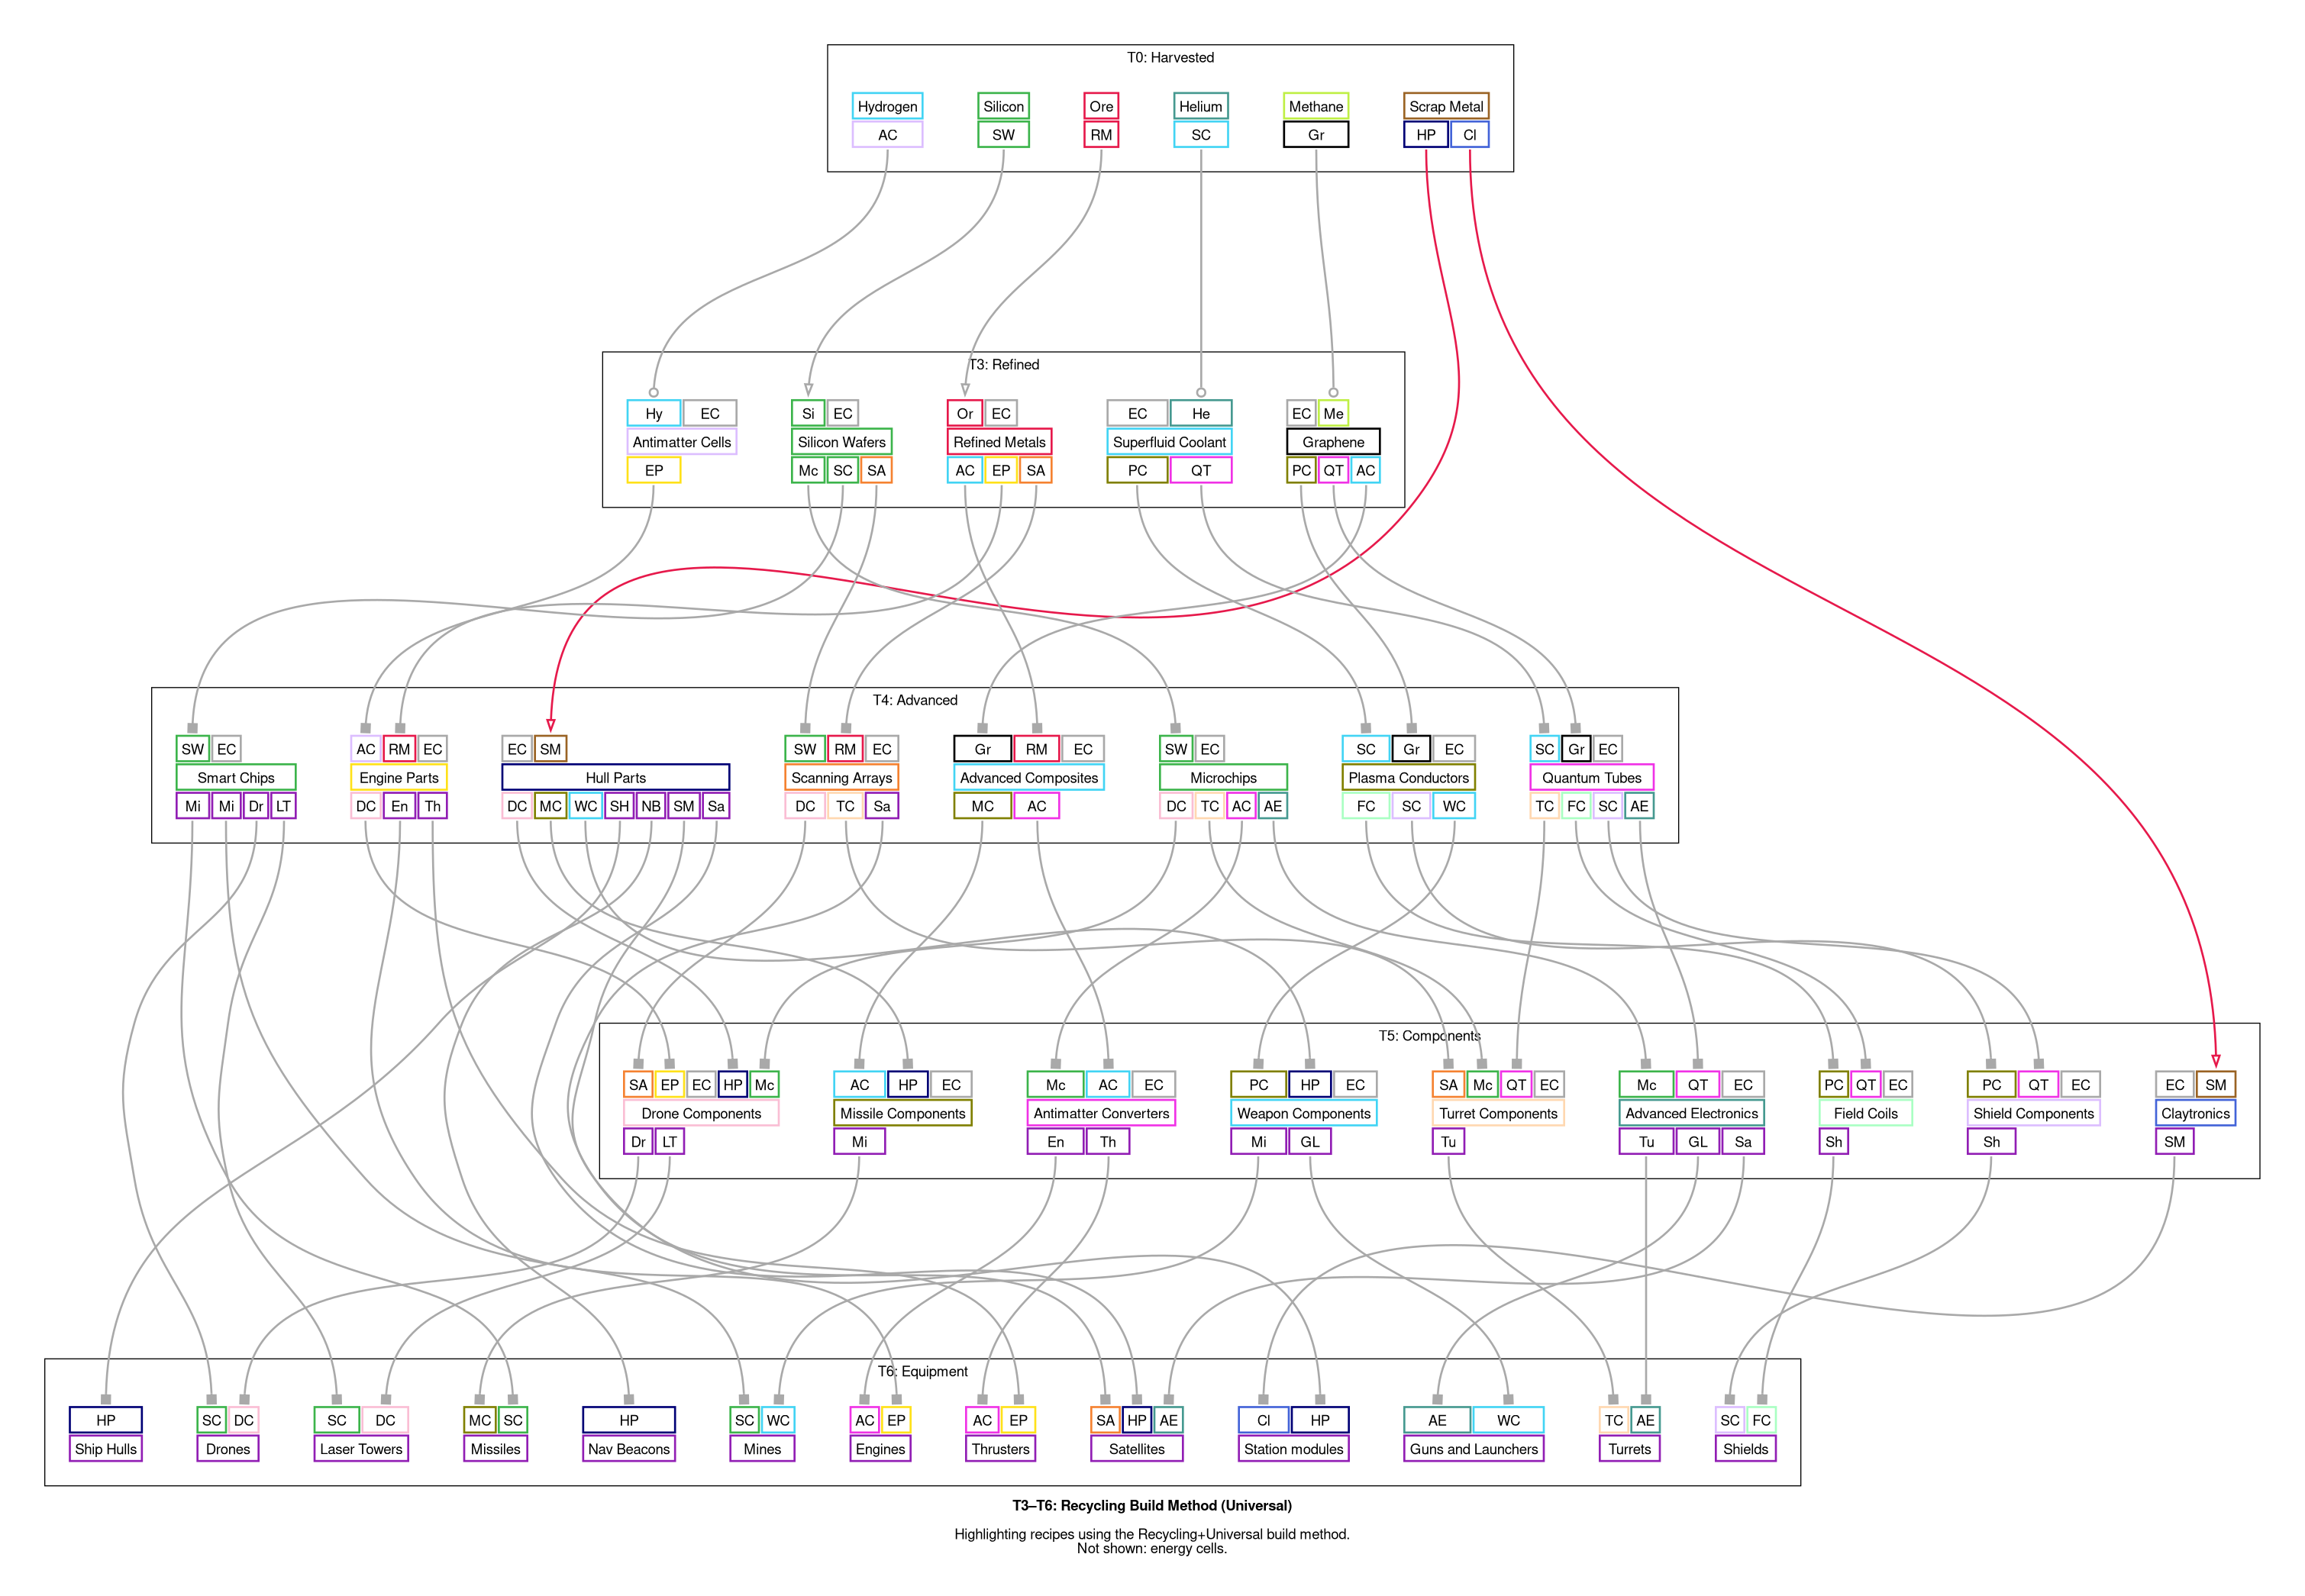 T0: Harvested
Hydrogen Silicon Ore Helium Methane Scrap Metal
AC SW RM SC Gr HP Cl
T3: Refined
Hy EC Si EC Or EC EC He EC Me
Antimatter Cells Silicon Wafers Refined Metals Superfluid Coolant Graphene
EP Mc SC SA AC EP SA PC QT PC QT AC
T4: Advanced
SW EC AC RM EC EC SM SW RM EC Gr RM EC SW EC SC Gr EC SC Gr EC
Smart Chips Engine Parts Hull Parts Scanning Arrays Advanced Composites Microchips Plasma Conductors Quantum Tubes
Mi Mi Dr LT DC En Th DC MC WC SH NB SM Sa DC TC Sa MC AC DC TC AC AE FC SC WC TC FC SC AE
T5: Components
SA EP EC HP Mc AC HP EC Mc AC EC PC HP EC SA Mc QT EC Mc QT EC PC QT EC PC QT EC EC SM
Drone Components Missile Components Antimatter Converters Weapon Components Turret Components Advanced Electronics Field Coils Shield Components Claytronics
Dr LT Mi En Th Mi GL Tu Tu GL Sa Sh Sh SM
T6: Equipment
HP SC DC SC DC MC SC HP SC WC AC EP AC EP SA HP AE Cl HP AE WC TC AE SC FC
Ship Hulls Drones Laser Towers Missiles Nav Beacons Mines Engines Thrusters Satellites Station modules Guns and Launchers Turrets Shields
T3–T6: Recycling Build Method (Universal)
Highlighting recipes using the Recycling+Universal build method.
Not shown: energy cells.